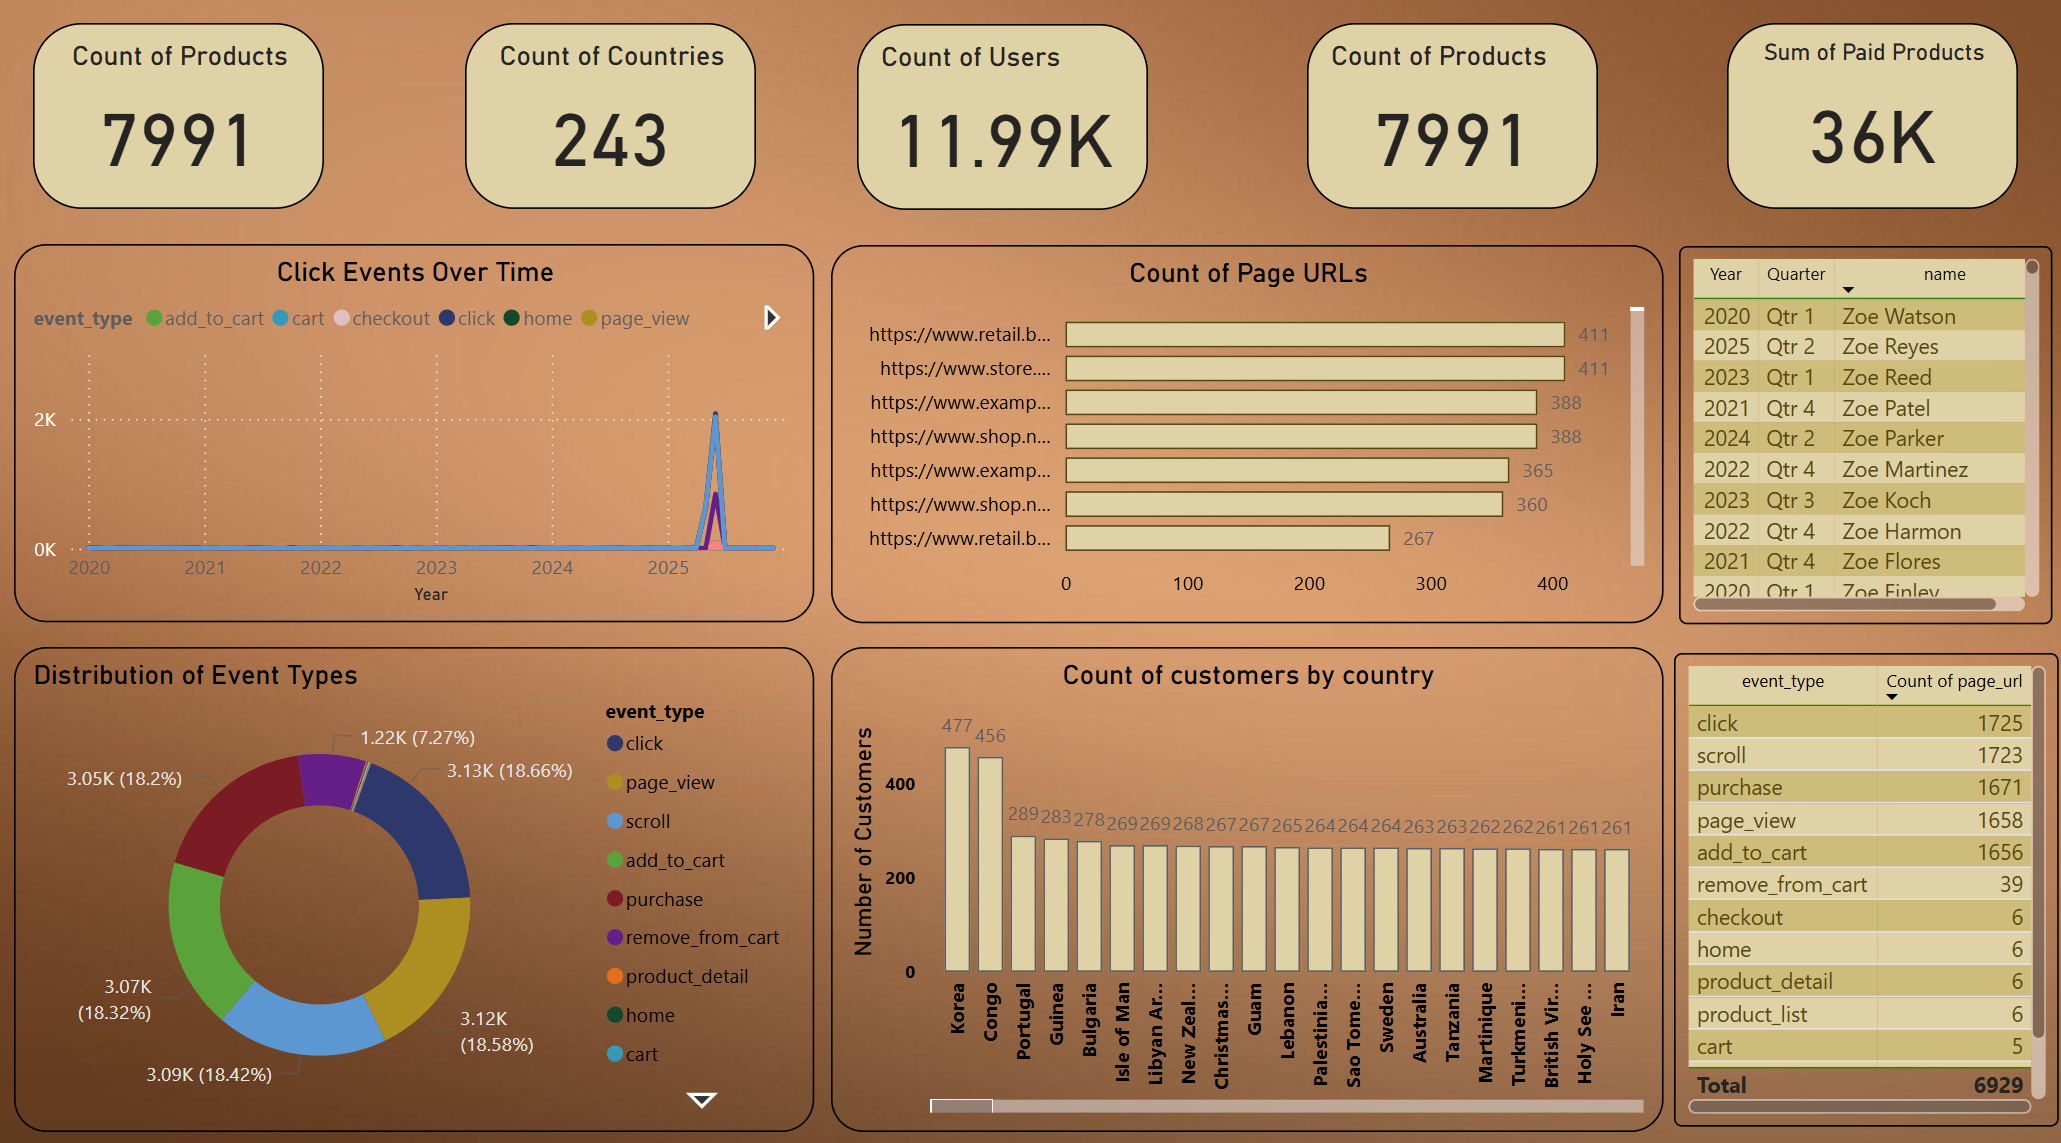 Count of Products
7991
Count of Countries
243
Count of Users
11.99K
Count of Products
7991
Sum of Paid Products
36K
Click Events Over Time
event_type add_to_cart cart checkout click home page_view
2K
0K
2020 2021 2022 2023 2024 2025
Year
Count of Page URLs
https://www.retail.b... 411
https://www.store.... 411
https://www.examp... 388
https://www.shop.n... 388
https://www.examp... 365
https://www.shop.n... 360
https://www.retail.b... 267
0 100 200 300 400
Year Quarter name
2020 Qtr 1 Zoe Watson
2025 Qtr 2 Zoe Reyes
2023 Qtr 1 Zoe Reed
2021 Qtr 4 Zoe Patel
2024 Qtr 2 Zoe Parker
2022 Qtr 4 Zoe Martinez
2023 Qtr 3 Zoe Koch
2022 Qtr 4 Zoe Harmon
2021 Qtr 4 Zoe Flores
2020 Qtr 1 Zoe Finley
Distribution of Event Types
1.22K (7.27%)
3.13K (18.66%)
3.05K (18.2%)
3.07K
(18.32%)
3.12K
(18.58%)
3.09K (18.42%)
event_type
click
page_view
scroll
add_to_cart
purchase
remove_from_cart
product_detail
home
cart
Count of customers by country
Number of Customers
400
200
0
477 456 289 283 278 269 269 268 267 267 265 264 264 264 263 263 262 262 261 261 261
Korea
Congo
Portugal
Guinea
Bulgaria
Isle of Man
Libyan Ar...
New Zeal...
Christmas...
Guam
Lebanon
Palestinia...
Sao Tome...
Sweden
Australia
Tanzania
Martinique
Turkmeni...
British Vir...
Holy See ...
Iran
event_type Count of page_url
click 1725
scroll 1723
purchase 1671
page_view 1658
add_to_cart 1656
remove_from_cart 39
checkout 6
home 6
product_detail 6
product_list 6
cart 5
Total 6929